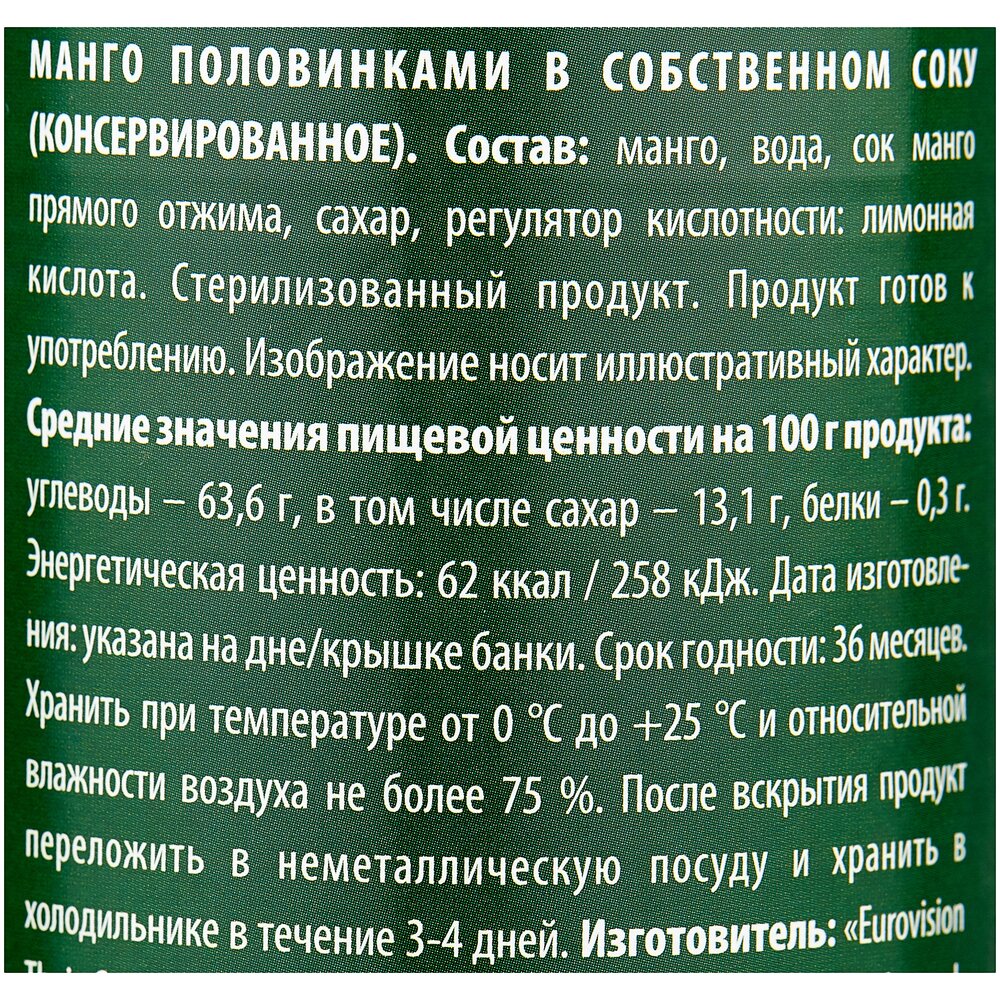 МАНГО ПОЛОВИНКАМИ В СОБСТВЕННОМ СОКУ
(КОНСЕРВИРОВАННОЕ). Состав: манго, вода, сок манго
прямого отжима, сахар, регулятор кислотности: лимонная
кислота. Стерилизованный продукт. Продукт готов к
употреблению. Изображение носит иллюстративный характер.
Средние значения пищевой ценности на 100 г продукта:
углеводы – 63,6 г, в том числе сахар – 13,1 г, белки – 0,3 г.
Энергетическая ценность: 62 ккал / 258 кДж. Дата изготовле-
ния: указана на дне/крышке банки. Срок годности: 36 месяцев.
Хранить при температуре от 0 °С до +25 °С и относительной
влажности воздуха не более 75 %. После вскрытия продукт
переложить в неметаллическую посуду и хранить в
холодильнике в течение 3-4 дней. Изготовитель: «Eurovision